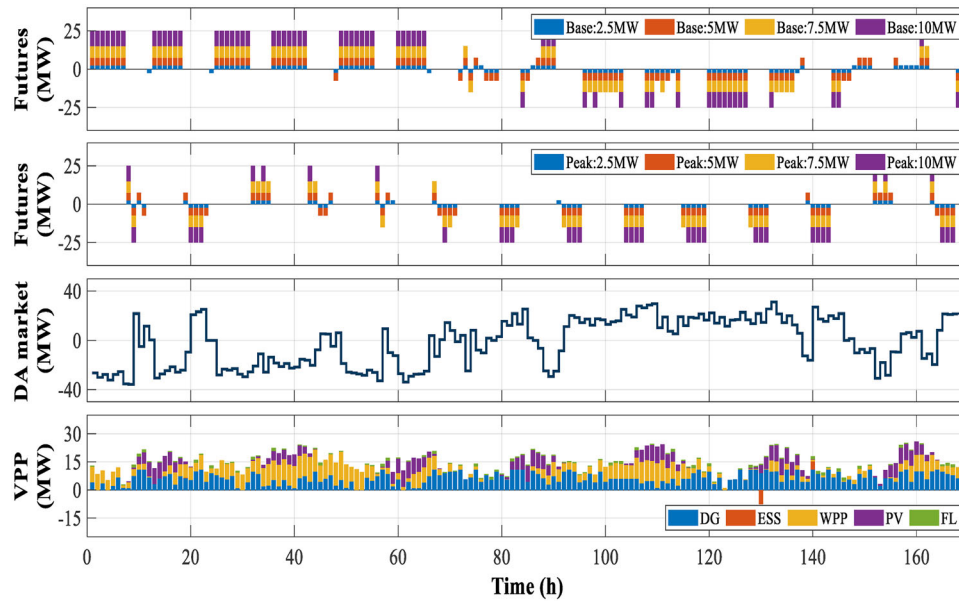 Futures
(MW)
25
0
-25
Base:2.5MW Base:5MW Base:7.5MW Base:10MW
Futures
(MW)
25
0
-25
Peak:2.5MW Peak:5MW Peak:7.5MW Peak:10MW
DA market
(MW)
40
0
-40
VPP
(MW)
30
15
0
-15
DG ESS WPP PV FL
0 20 40 60 80 100 120 140 160
Time (h)